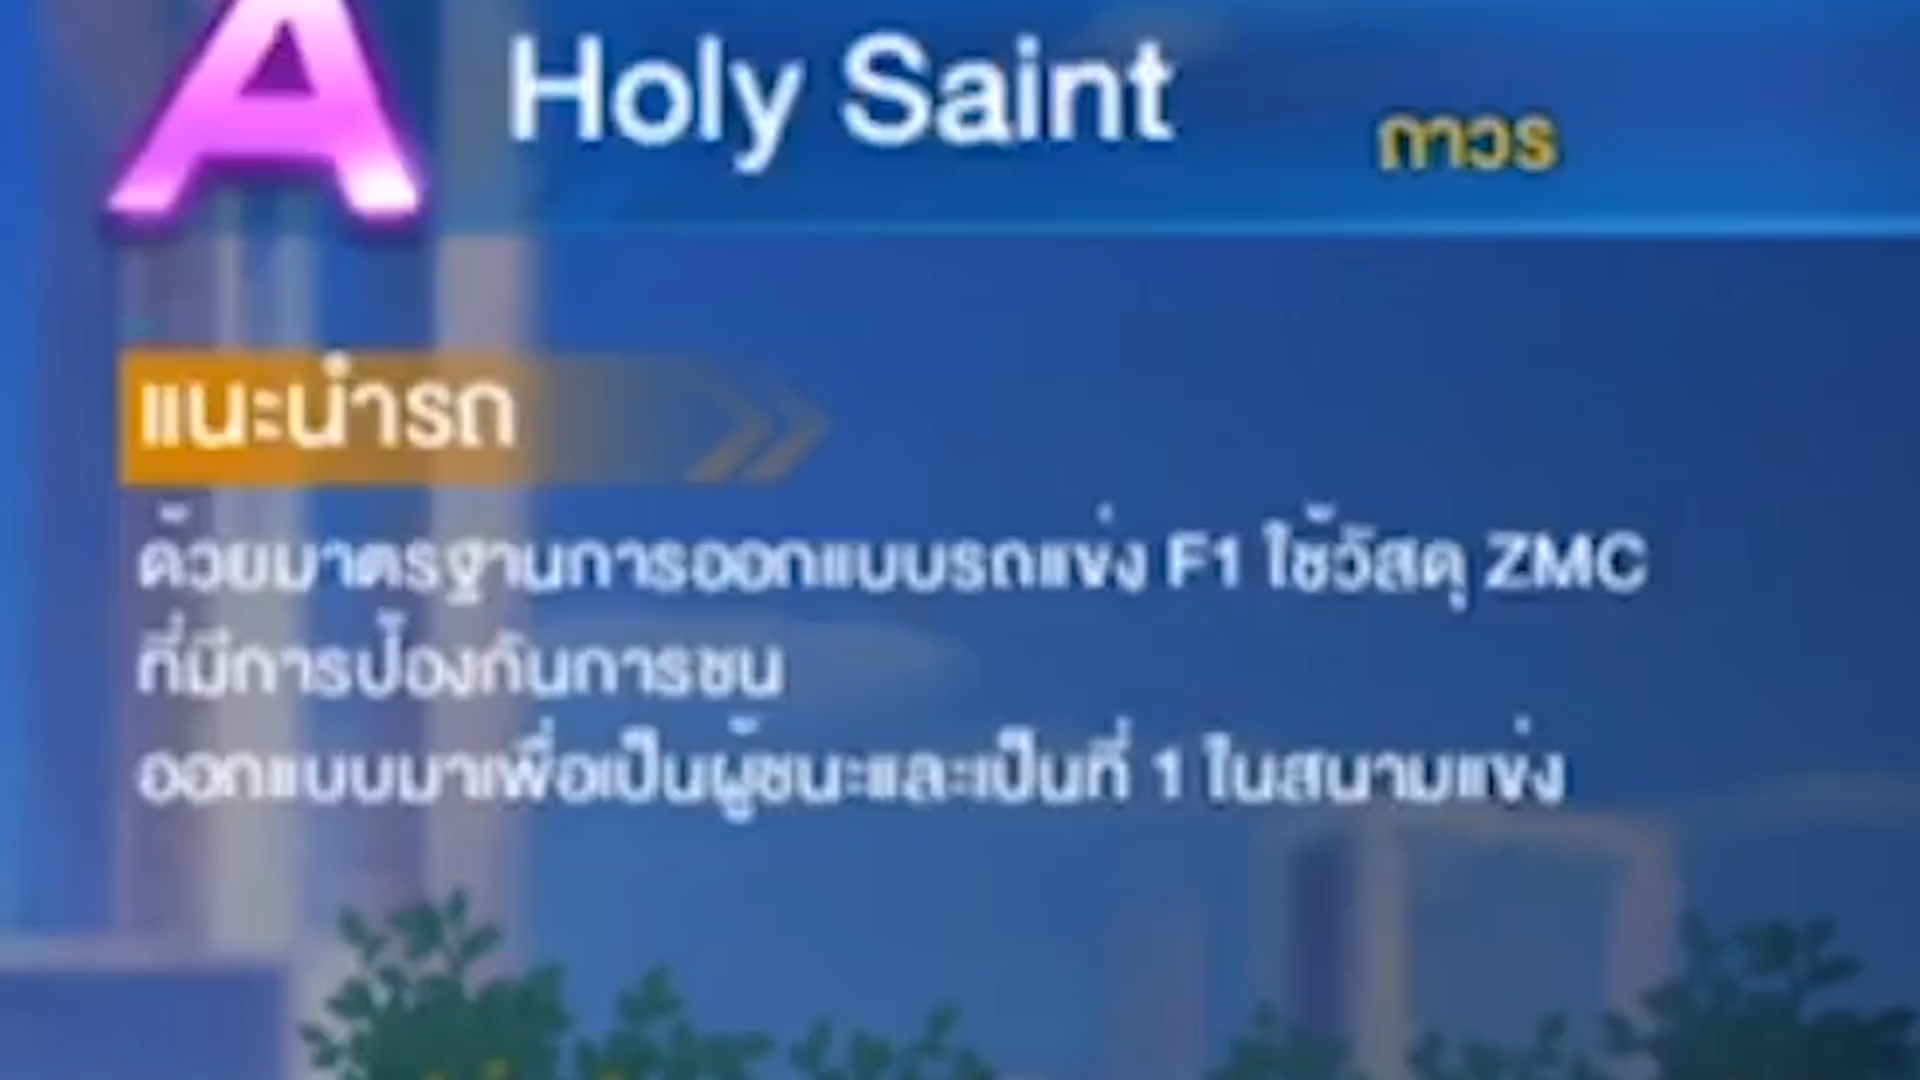 A Holy Saint ถาวร
แนะนำรถ
ด้วยมาตรฐานการออกแบบรถแข่ง F1 ใช้วัสดุ ZMC
ที่มีการป้องกันการชน
ออกแบบมาเพื่อเป็นผู้ชนะและเป็นที่ 1 ในสนามแข่ง